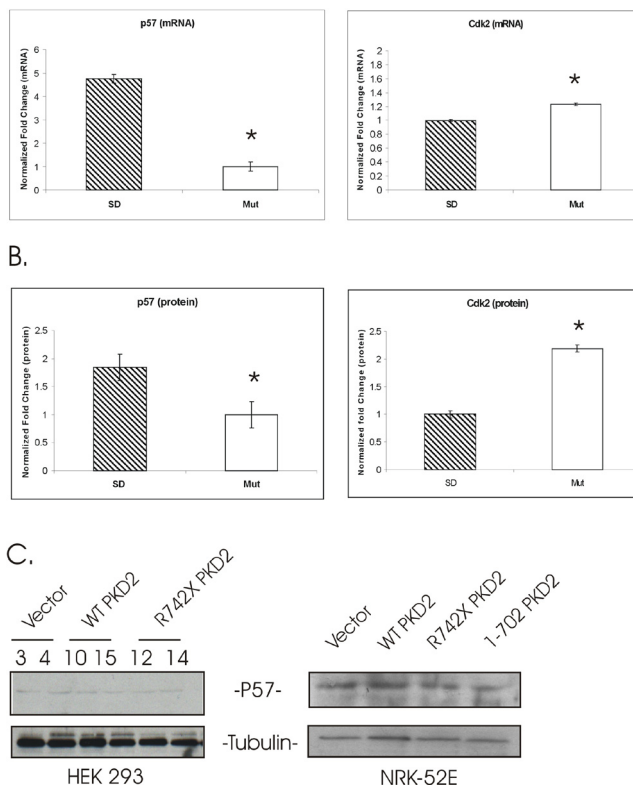 p57 (mRNA)
Normalized Fold Change (mRNA)
6
5
4
3
2
1
0
*
SD
Mut
Cdk2 (mRNA)
Normalized Fold Change (mRNA)
2
1.8
1.6
1.4
1.2
1
0.8
0.6
0.4
0.2
0
*
SD
Mut
B.
p57 (protein)
Normalized Fold Change (protein)
2.5
2
1.5
1
0.5
0
*
SD
Mut
Cdk2 (protein)
Normalized fold Change (protein)
2.5
2
1.5
1
0.5
0
*
SD
Mut
C.
Vector
WT PKD2
R742X PKD2
3 4 10 15 12 14
Vector
WT PKD2
R742X PKD2
1-702 PKD2
-P57-
-Tubulin-
HEK 293
NRK-52E